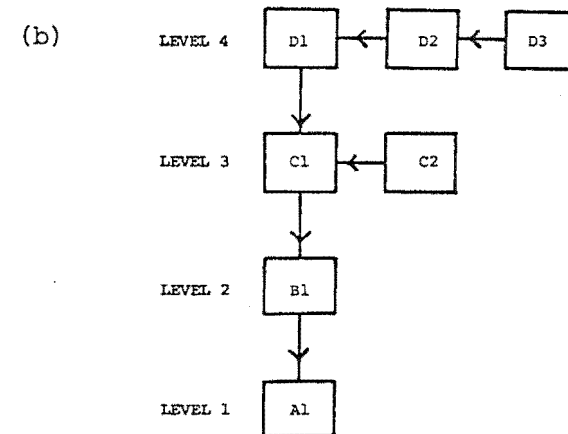 (b) LEVEL 4 D1 D2 D3
LEVEL 3 C1 C2
LEVEL 2 B1
LEVEL 1 A1